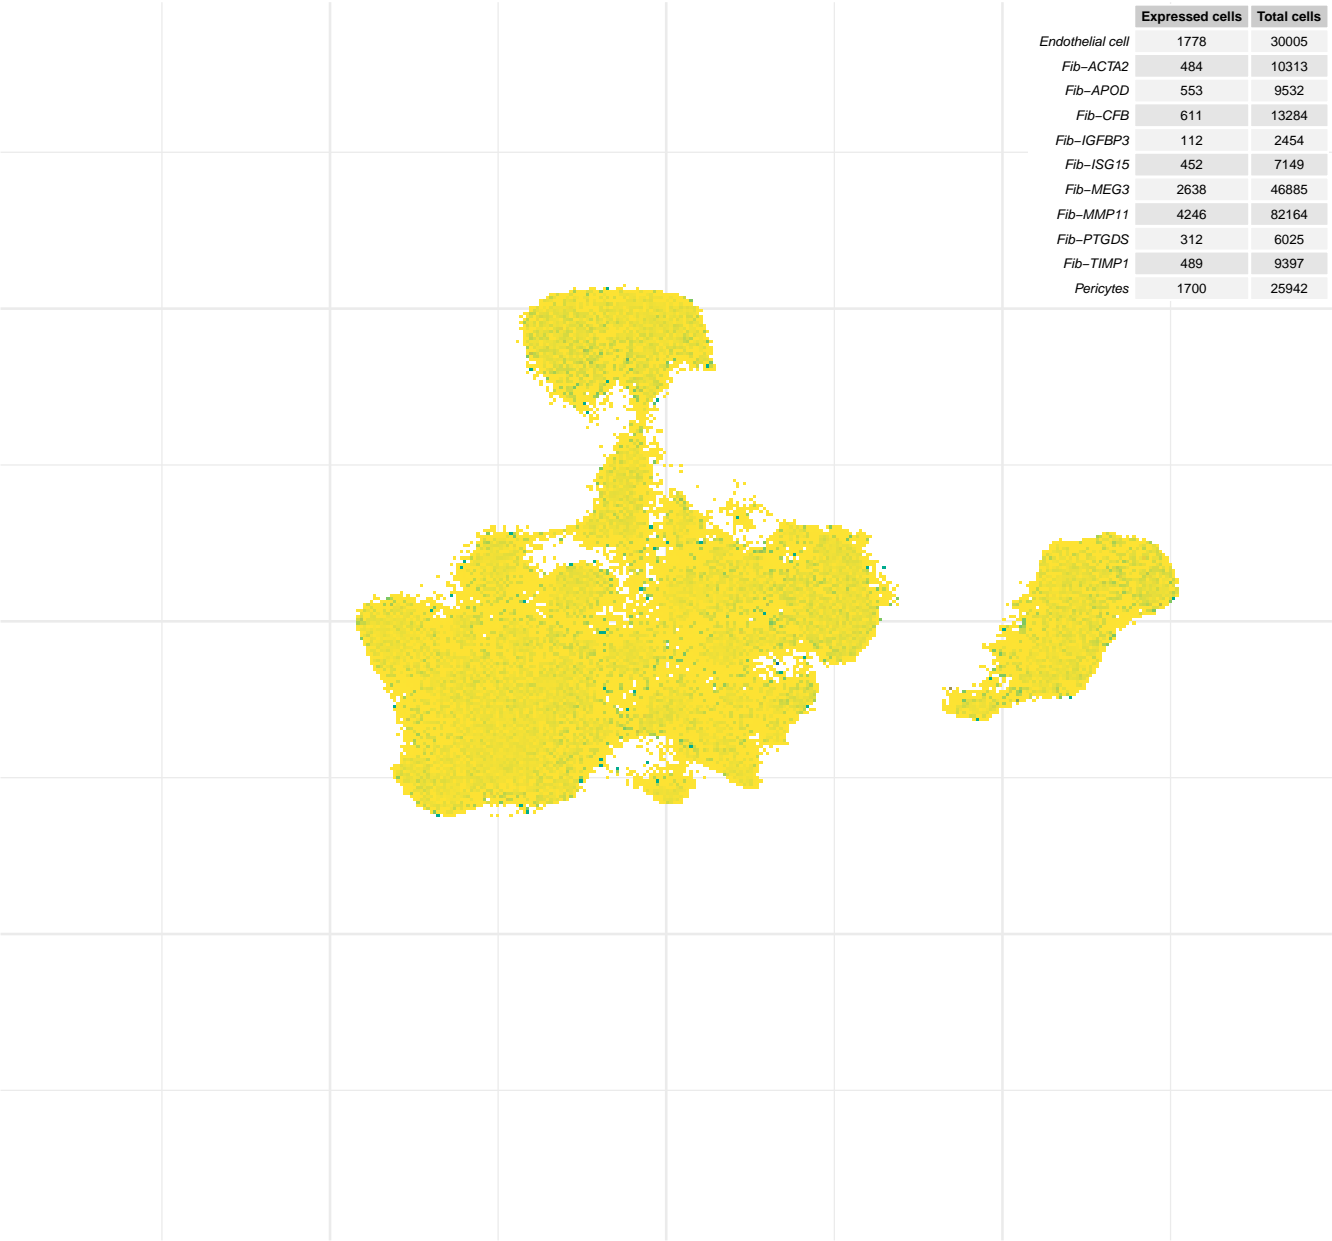 Expressed cells Total cells
Endothelial cell 1778 30005
Fib−ACTA2 484 10313
Fib−APOD 553 9532
Fib−CFB 611 13284
Fib−IGFBP3 112 2454
Fib−ISG15 452 7149
Fib−MEG3 2638 46885
Fib−MMP11 4246 82164
Fib−PTGDS 312 6025
Fib−TIMP1 489 9397
Pericytes 1700 25942